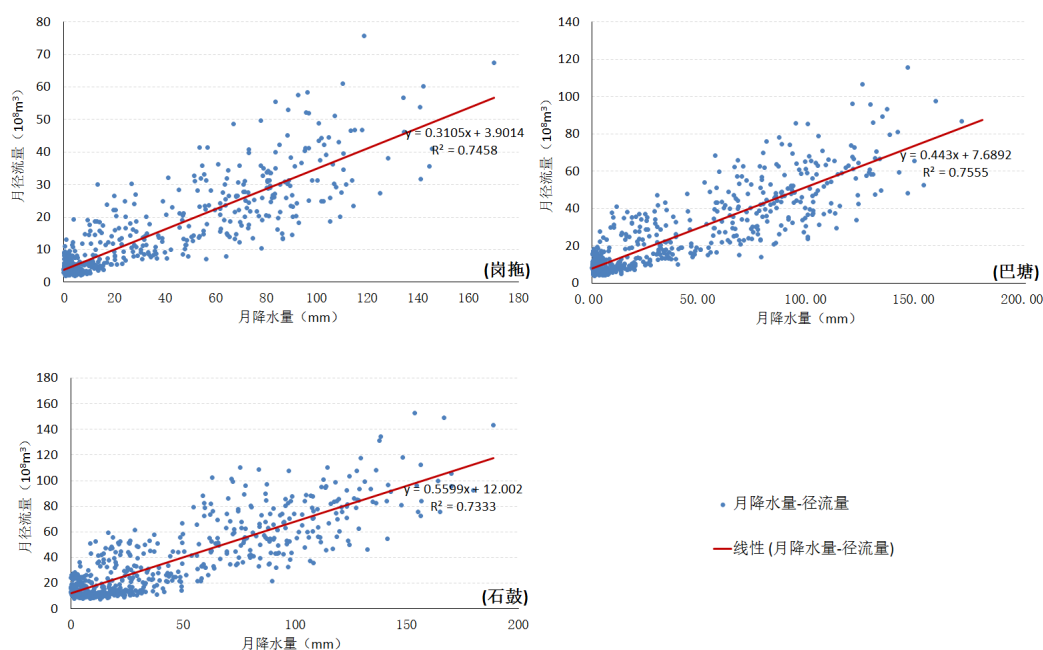 80
70
60
50
40
30
20
10
0
月径流量（10⁸m³）
y = 0.3105x + 3.9014
R² = 0.7458
(岗拖)
0 20 40 60 80 100 120 140 160 180
月降水量（mm）
140
120
100
80
60
40
20
0
月径流量（10⁸m³）
y = 0.443x + 7.6892
R² = 0.7555
(巴塘)
0.00 50.00 100.00 150.00 200.00
月降水量（mm）
180
160
140
120
100
80
60
40
20
0
月径流量（10⁸m³）
y = 0.5599x + 12.002
R² = 0.7333
(石鼓)
0 50 100 150 200
月降水量（mm）
月降水量-径流量
线性 (月降水量-径流量)